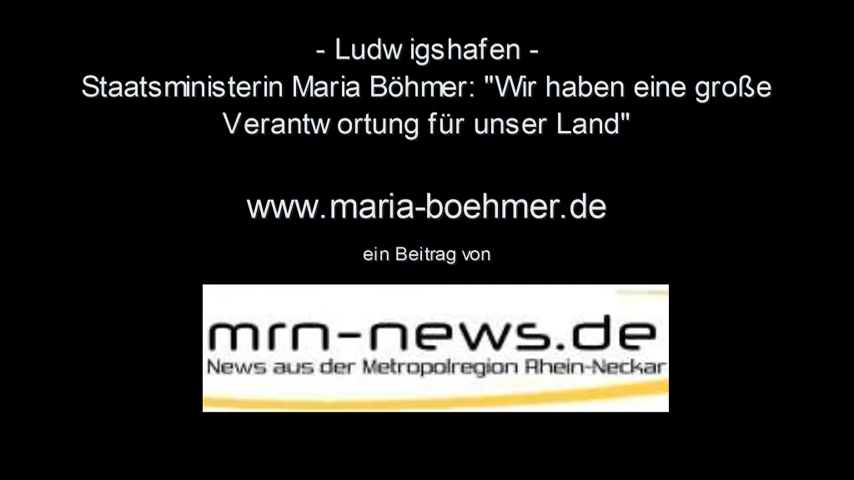 - Ludwigshafen -
Staatsministerin Maria Böhmer: "Wir haben eine große
Verantwortung für unser Land"
www.maria-boehmer.de
ein Beitrag von
mrn-news.de
News aus der Metropolregion Rhein-Neckar